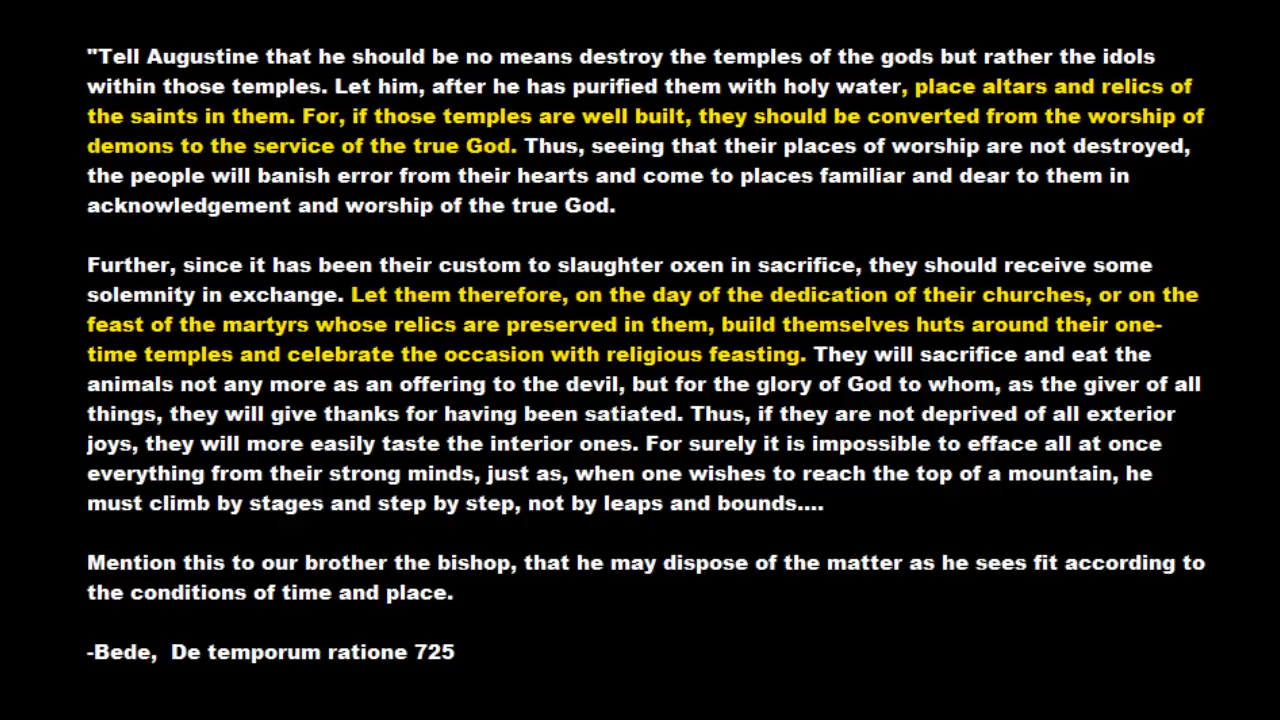 "Tell Augustine that he should be no means destroy the temples of the gods but rather the idols
within those temples. Let him, after he has purified them with holy water, place altars and relics of
the saints in them. For, if those temples are well built, they should be converted from the worship of
demons to the service of the true God. Thus, seeing that their places of worship are not destroyed,
the people will banish error from their hearts and come to places familiar and dear to them in
acknowledgement and worship of the true God.
Further, since it has been their custom to slaughter oxen in sacrifice, they should receive some
solemnity in exchange. Let them therefore, on the day of the dedication of their churches, or on the
feast of the martyrs whose relics are preserved in them, build themselves huts around their one-
time temples and celebrate the occasion with religious feasting. They will sacrifice and eat the
animals not any more as an offering to the devil, but for the glory of God to whom, as the giver of all
things, they will give thanks for having been satiated. Thus, if they are not deprived of all exterior
joys, they will more easily taste the interior ones. For surely it is impossible to efface all at once
everything from their strong minds, just as, when one wishes to reach the top of a mountain, he
must climb by stages and step by step, not by leaps and bounds....
Mention this to our brother the bishop, that he may dispose of the matter as he sees fit according to
the conditions of time and place.
-Bede,  De temporum ratione 725